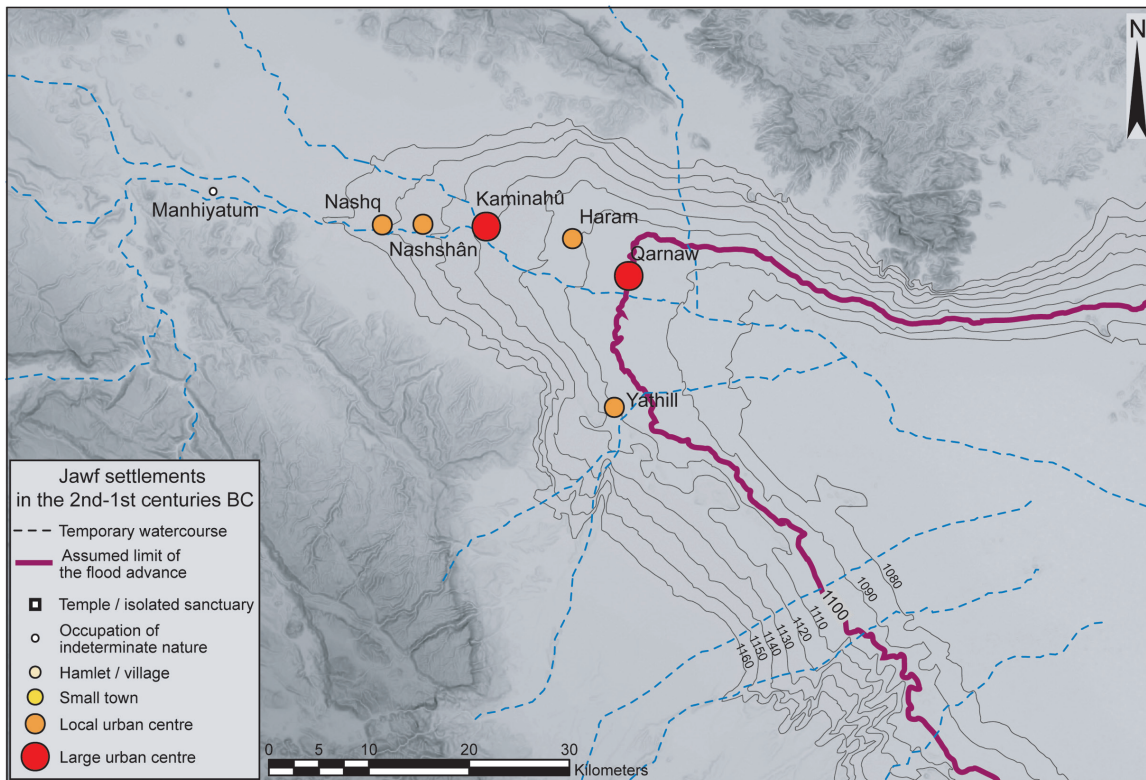 N
Manhiyatum
Nashq
Nashshân
Kaminahû
Haram
Qarnaw
Yathill
1160
1150
1140
1130
1120
1110
1100
1090
1080
Jawf settlements
in the 2nd-1st centuries BC
Temporary watercourse
Assumed limit of
the flood advance
Temple / isolated sanctuary
Occupation of
indeterminate nature
Hamlet / village
Small town
Local urban centre
Large urban centre
0 5 10 20 30
Kilometers